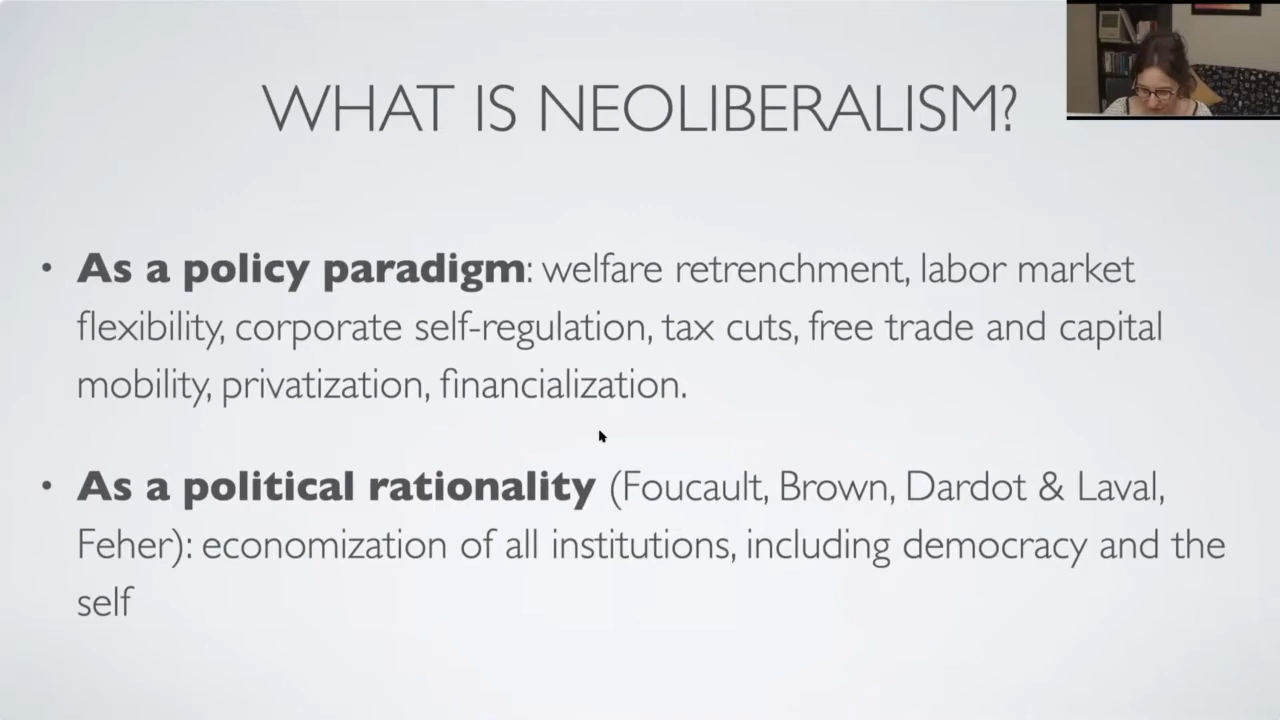 WHAT IS NEOLIBERALISM?
• As a policy paradigm: welfare retrenchment, labor market
flexibility, corporate self-regulation, tax cuts, free trade and capital
mobility, privatization, financialization.
• As a political rationality (Foucault, Brown, Dardot & Laval,
Feher): economization of all institutions, including democracy and the
self